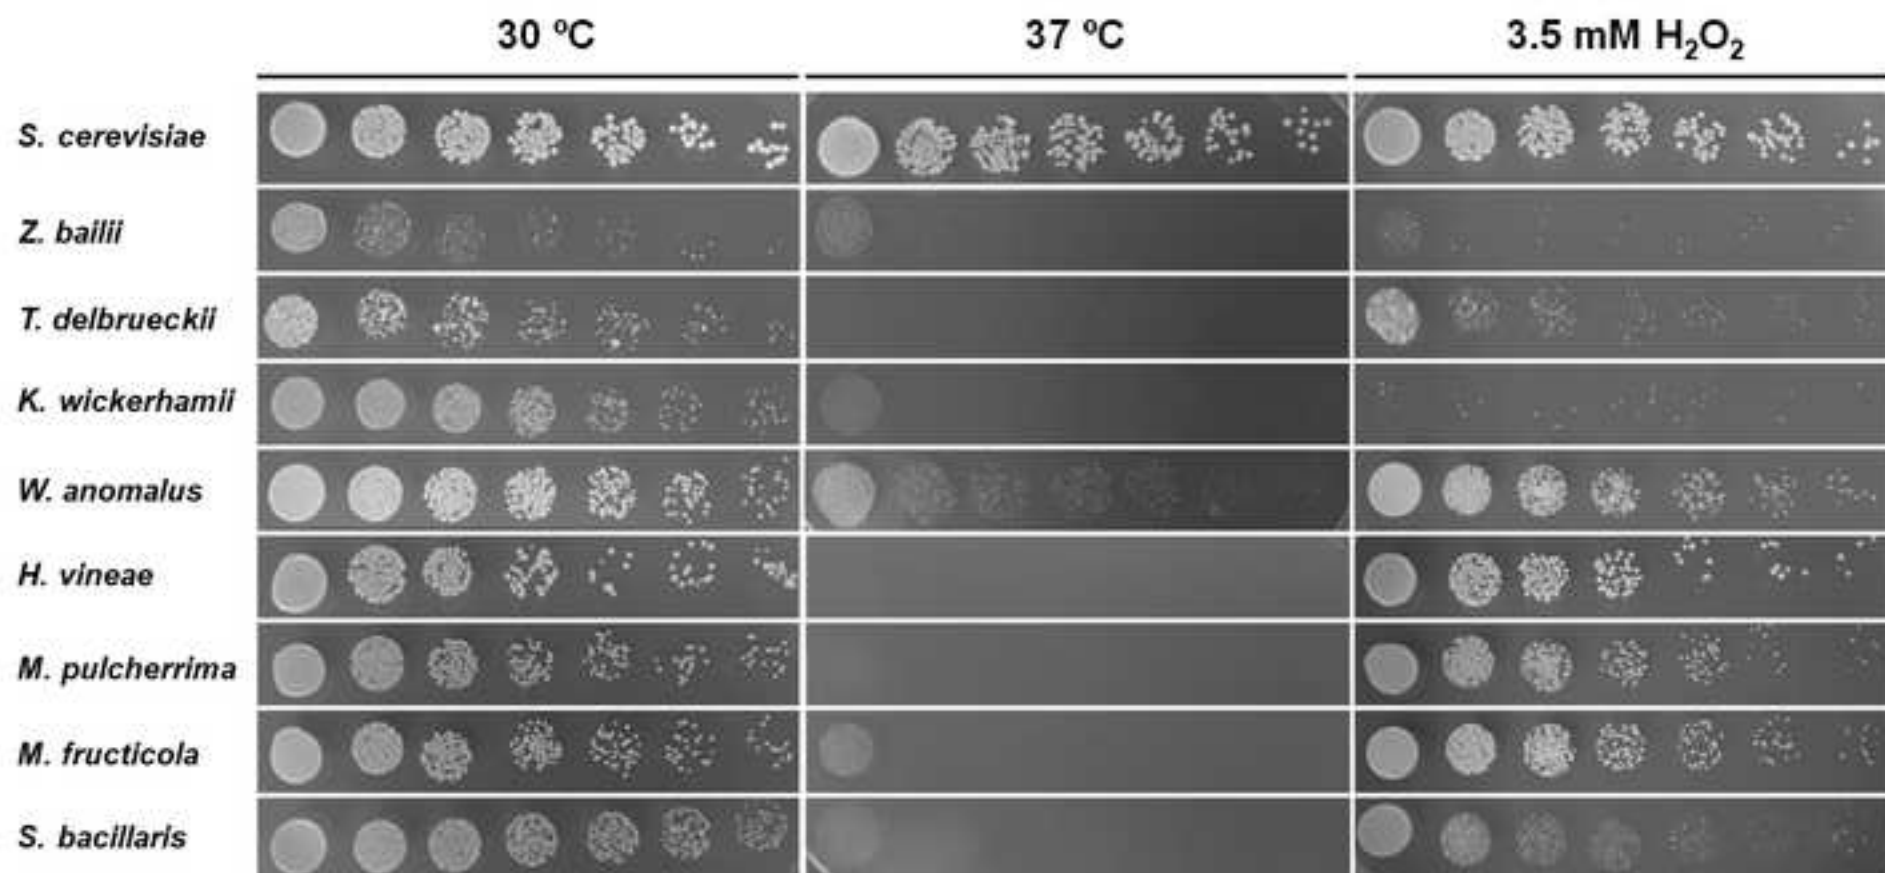 30 ºC 37 ºC 3.5 mM H₂O₂
S. cerevisiae
Z. bailii
T. delbrueckii
K. wickerhamii
W. anomalus
H. vineae
M. pulcherrima
M. fructicola
S. bacillaris